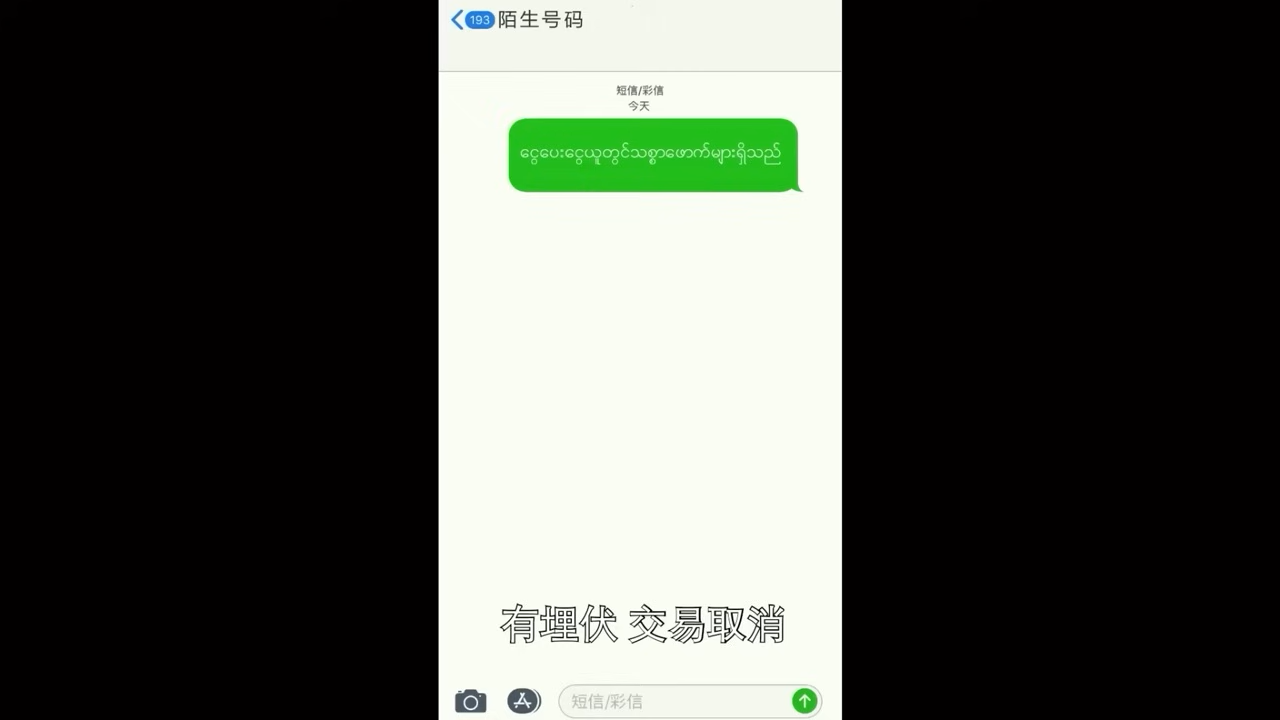 193 陌生号码
短信/彩信
今天
ငွေပေးငွေယူတွင်သစ္စာဖောက်များရှိသည်
有埋伏 交易取消
短信/彩信